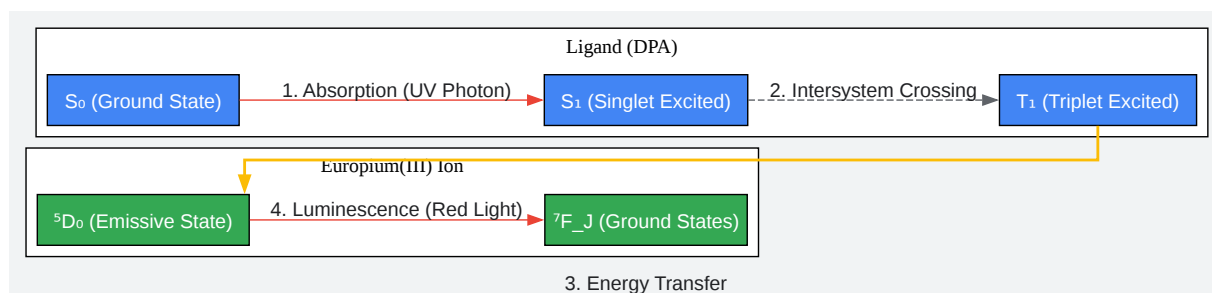 Ligand (DPA)
S₀ (Ground State)
1. Absorption (UV Photon)
S₁ (Singlet Excited)
2. Intersystem Crossing
T₁ (Triplet Excited)
Europium(III) Ion
⁵D₀ (Emissive State)
4. Luminescence (Red Light)
⁷F_J (Ground States)
3. Energy Transfer